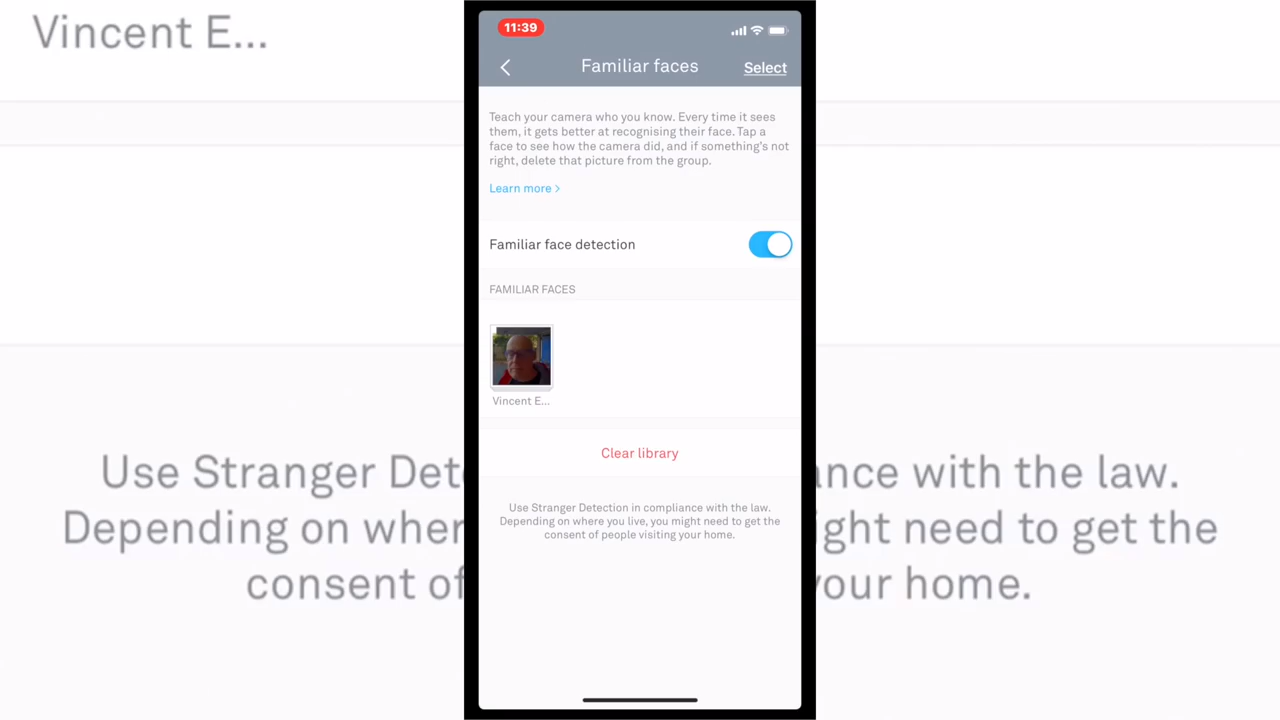 Vincent E...
11:39
Familiar faces
Select
Teach your camera who you know. Every time it sees
them, it gets better at recognising their face. Tap a
face to see how the camera did, and if something's not
right, delete that picture from the group.
Learn more >
Familiar face detection
FAMILIAR FACES
Vincent E...
Clear library
Use Stranger Detection in compliance with the law.
Depending on where you live, you might need to get the
consent of people visiting your home.
Use Stranger Det
ance with the law.
Depending on wher
ght need to get the
consent of
your home.